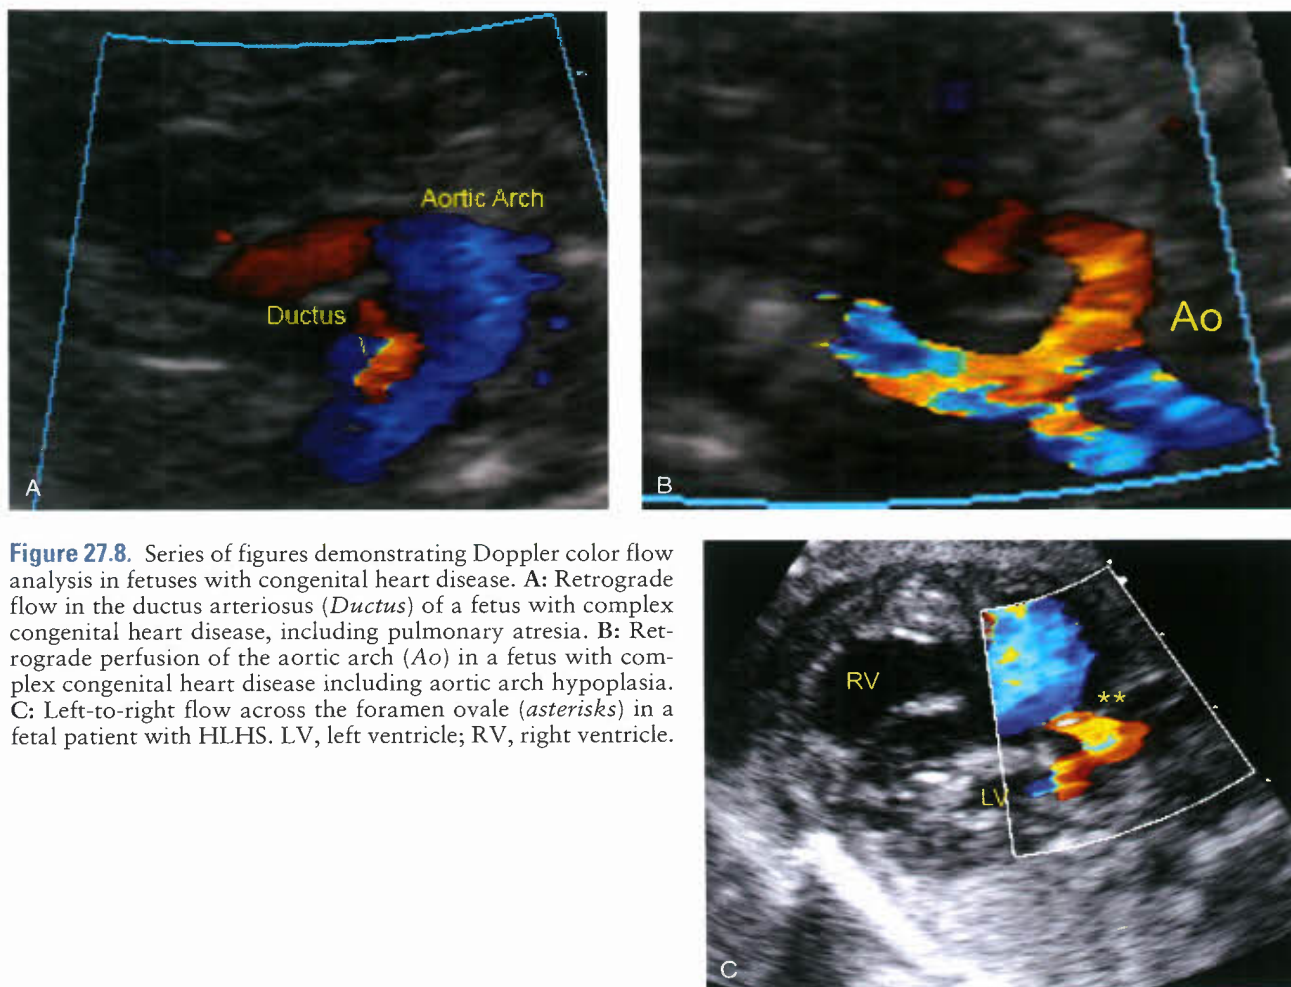 Aortic Arch
Ductus
A
Ao
B
Figure 27.8. Series of figures demonstrating Doppler color flow
analysis in fetuses with congenital heart disease. A: Retrograde
flow in the ductus arteriosus (Ductus) of a fetus with complex
congenital heart disease, including pulmonary atresia. B: Ret-
rograde perfusion of the aortic arch (Ao) in a fetus with com-
plex congenital heart disease including aortic arch hypoplasia.
C: Left-to-right flow across the foramen ovale (asterisks) in a
fetal patient with HLHS. LV, left ventricle; RV, right ventricle.
RV
**
LV
C